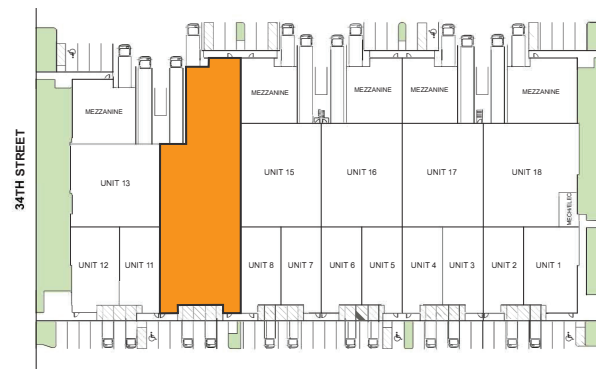 34TH STREET
MEZZANINE
MEZZANINE
MEZZANINE
MEZZANINE
MEZZANINE
UNIT 13
UNIT 15
UNIT 16
UNIT 17
UNIT 18
MECH/ELEC
UNIT 12
UNIT 11
UNIT 8
UNIT 7
UNIT 6
UNIT 5
UNIT 4
UNIT 3
UNIT 2
UNIT 1